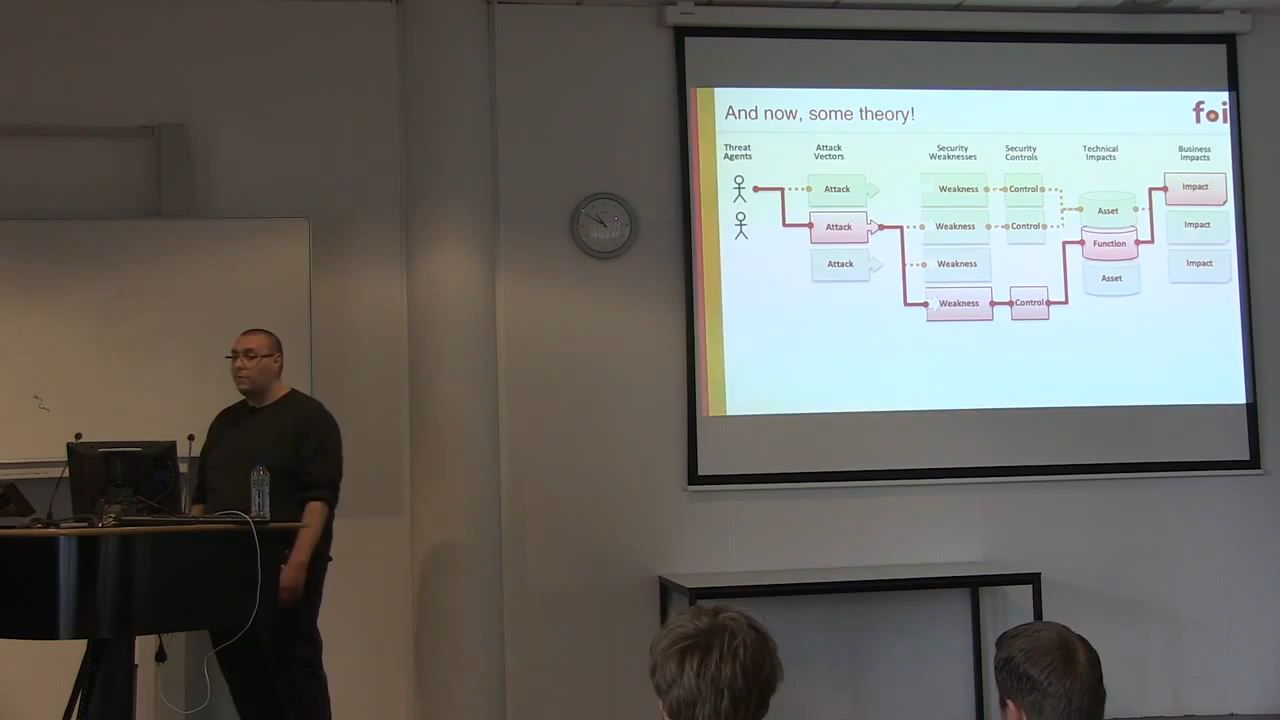 And now, some theory!
foi
Threat
Agents
Attack
Vectors
Security
Weaknesses
Security
Controls
Technical
Impacts
Business
Impacts
Attack
Weakness
Control
Impact
Asset
Attack
Weakness
Control
Impact
Function
Attack
Weakness
Impact
Asset
Weakness
Control